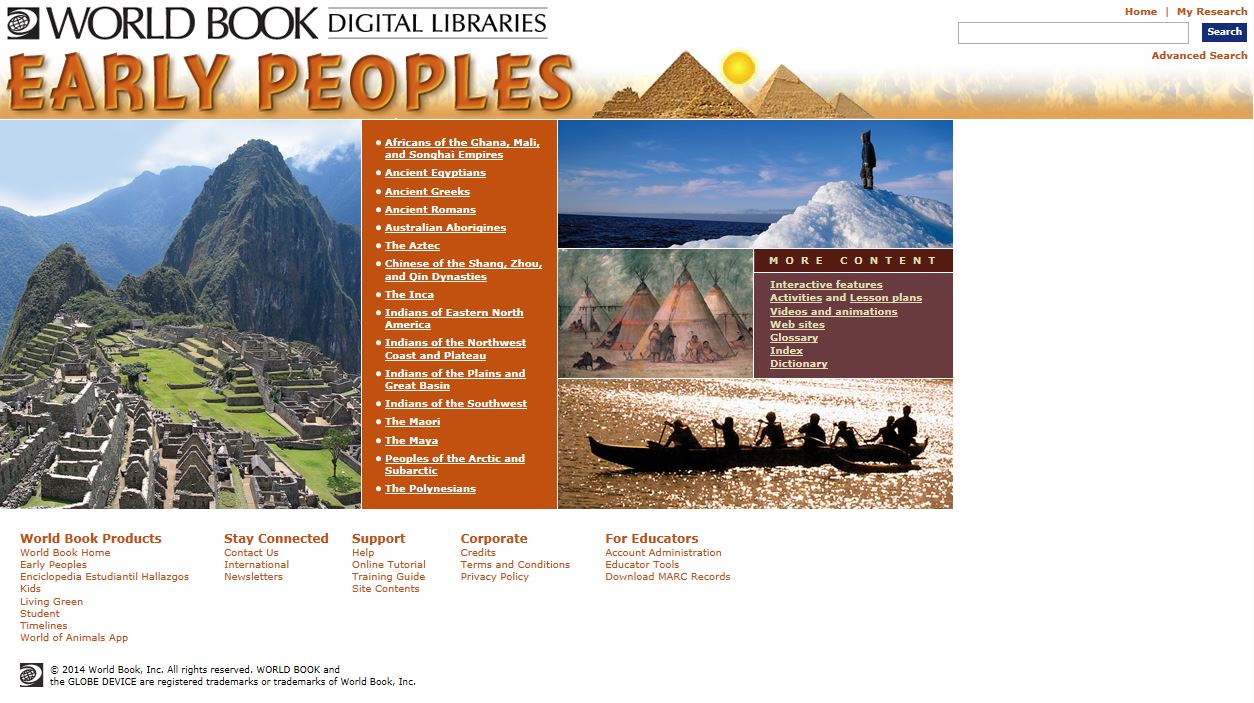 WORLD BOOK DIGITAL LIBRARIES
Home | My Research
Search
EARLY PEOPLES
Advanced Search
Africans of the Ghana, Mali,
and Songhai Empires
Ancient Egyptians
Ancient Greeks
Ancient Romans
Australian Aborigines
The Aztec
Chinese of the Shang, Zhou,
and Qin Dynasties
The Inca
Indians of Eastern North
America
Indians of the Northwest
Coast and Plateau
Indians of the Plains and
Great Basin
Indians of the Southwest
The Maori
The Maya
Peoples of the Arctic and
Subarctic
The Polynesians
MORE CONTENT
Interactive features
Activities and Lesson plans
Videos and animations
Web sites
Glossary
Index
Dictionary
World Book Products
World Book Home
Early Peoples
Enciclopedia Estudiantil Hallazgos
Kids
Living Green
Student
Timelines
World of Animals App
Stay Connected
Contact Us
International
Newsletters
Support
Help
Online Tutorial
Training Guide
Site Contents
Corporate
Credits
Terms and Conditions
Privacy Policy
For Educators
Account Administration
Educator Tools
Download MARC Records
© 2014 World Book, Inc. All rights reserved. WORLD BOOK and
the GLOBE DEVICE are registered trademarks or trademarks of World Book, Inc.